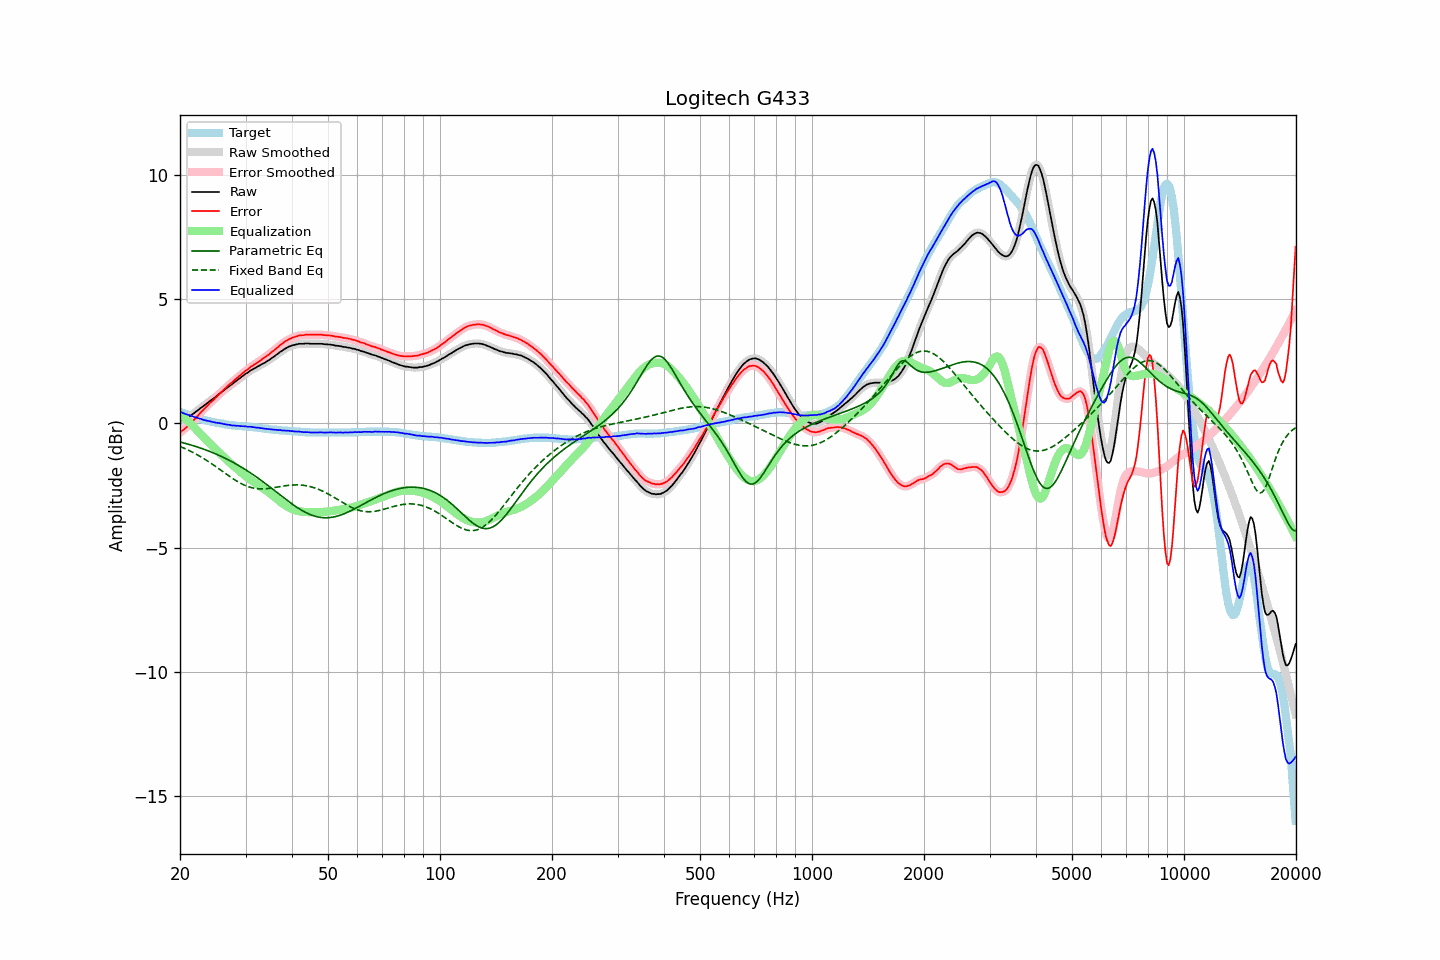 Logitech G433
Target
Raw Smoothed
Error Smoothed
Raw
Error
Equalization
Parametric Eq
Fixed Band Eq
Equalized
10
5
0
−5
−10
−15
Amplitude (dBr)
20 50 100 200 500 1000 2000 5000 10000 20000
Frequency (Hz)